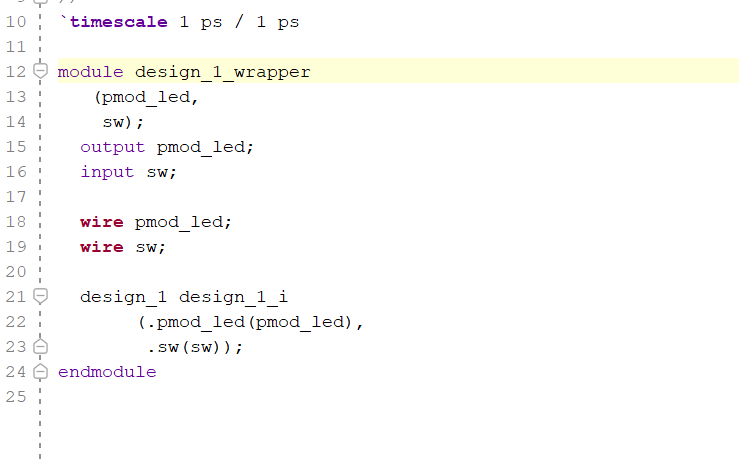 10 `timescale 1 ps / 1 ps
11
12 module design_1_wrapper
13 (pmod_led,
14 sw);
15 output pmod_led;
16 input sw;
17
18 wire pmod_led;
19 wire sw;
20
21 design_1 design_1_i
22 (.pmod_led(pmod_led),
23 .sw(sw));
24 endmodule
25